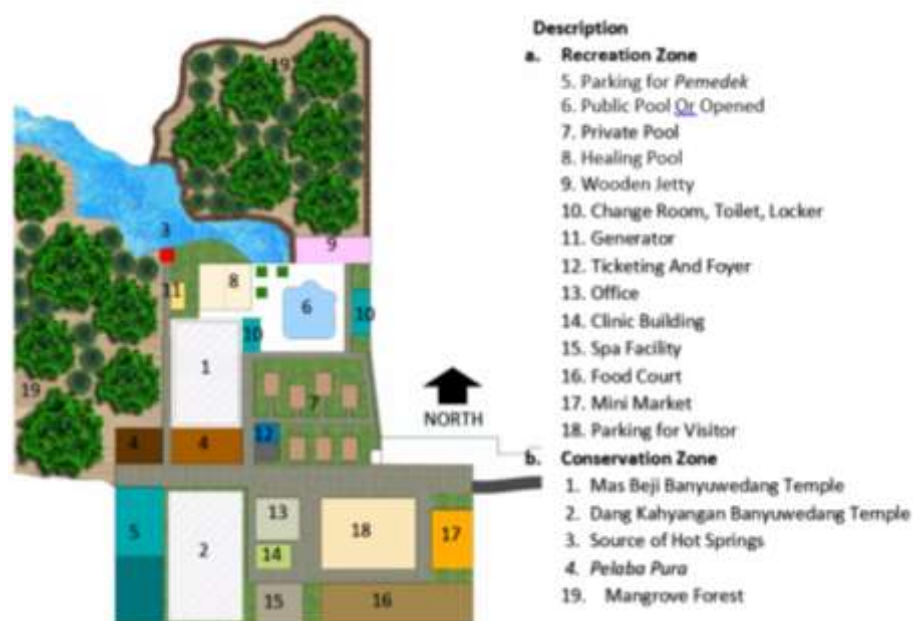 19
3
9
11
8
6
10
10
1
7
19
4
4
12
NORTH
5
2
13
14
15
18
17
16
Description
a. Recreation Zone
5. Parking for Pemedek
6. Public Pool Or Opened
7. Private Pool
8. Healing Pool
9. Wooden Jetty
10. Change Room, Toilet, Locker
11. Generator
12. Ticketing And Foyer
13. Office
14. Clinic Building
15. Spa Facility
16. Food Court
17. Mini Market
18. Parking for Visitor
b. Conservation Zone
1. Mas Beji Banyuwedang Temple
2. Dang Kahyangan Banyuwedang Temple
3. Source of Hot Springs
4. Pelaba Pura
19. Mangrove Forest